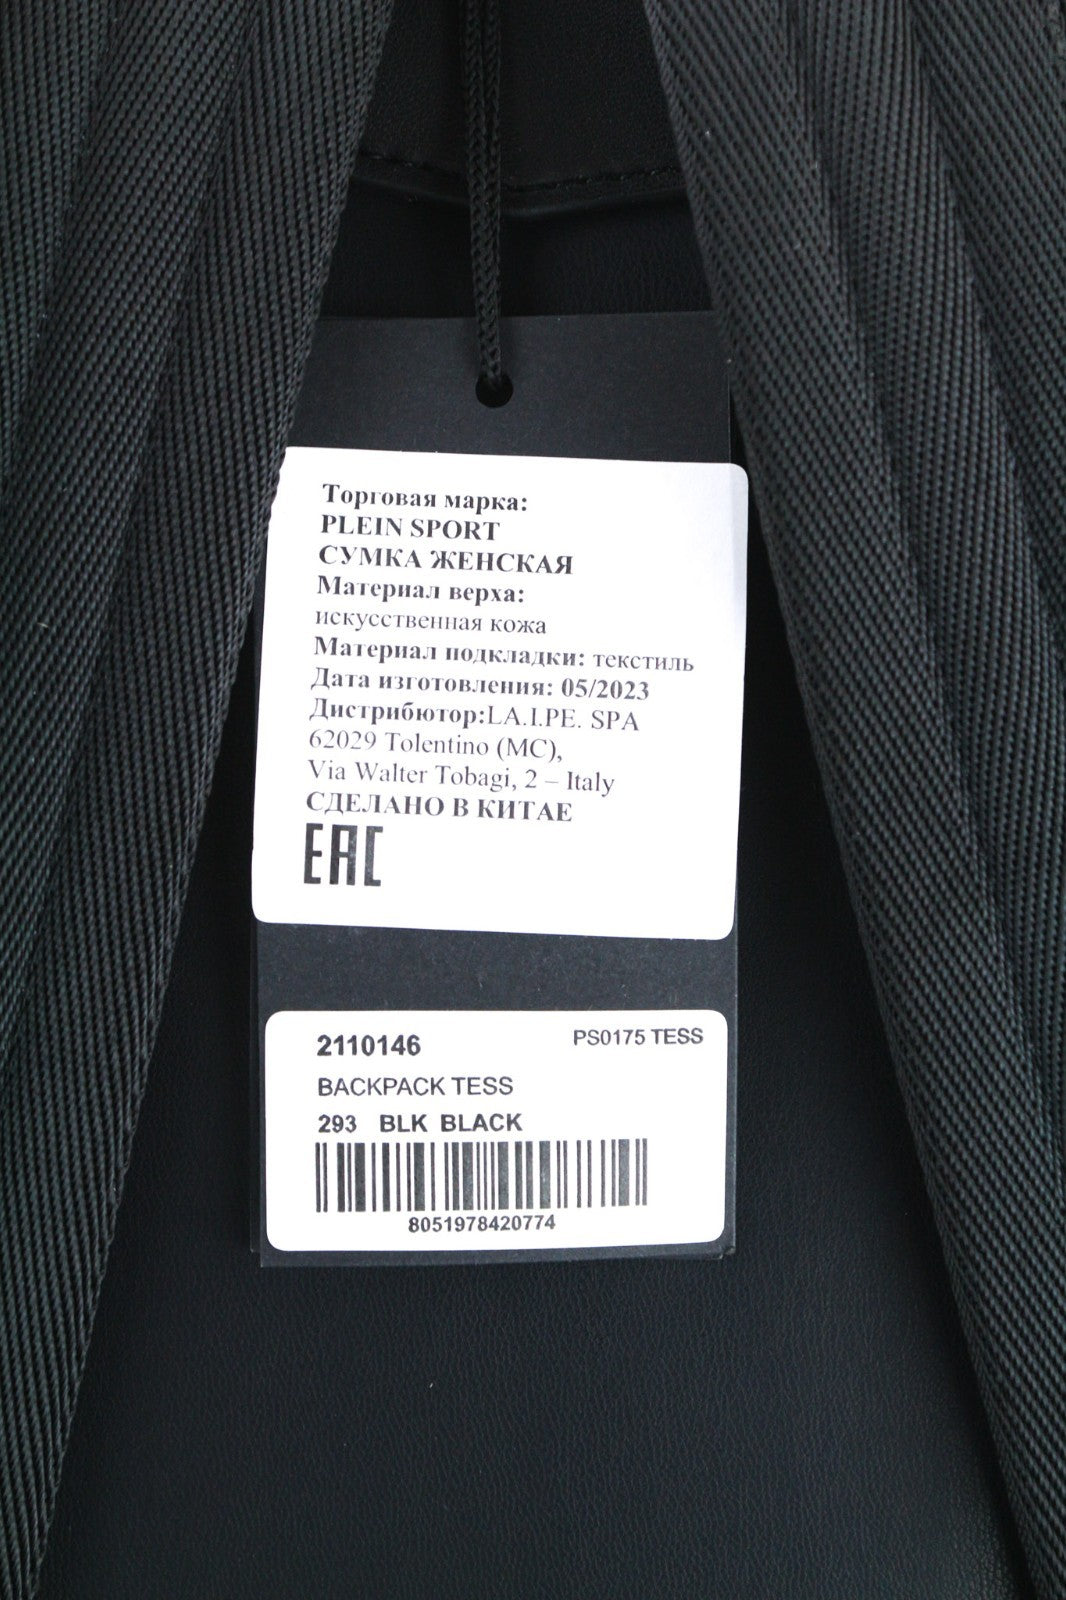 Торговая марка:
PLEIN SPORT
СУМКА ЖЕНСКАЯ
Материал верха:
искусственная кожа
Материал подкладки: текстиль
Дата изготовления: 05/2023
Дистрибютор:LA.I.PE. SPA
62029 Tolentino (MC),
Via Walter Tobagi, 2 – Italy
СДЕЛАНО В КИТАЕ
EAC
2110146 PS0175 TESS
BACKPACK TESS
293 BLK BLACK
8051978420774